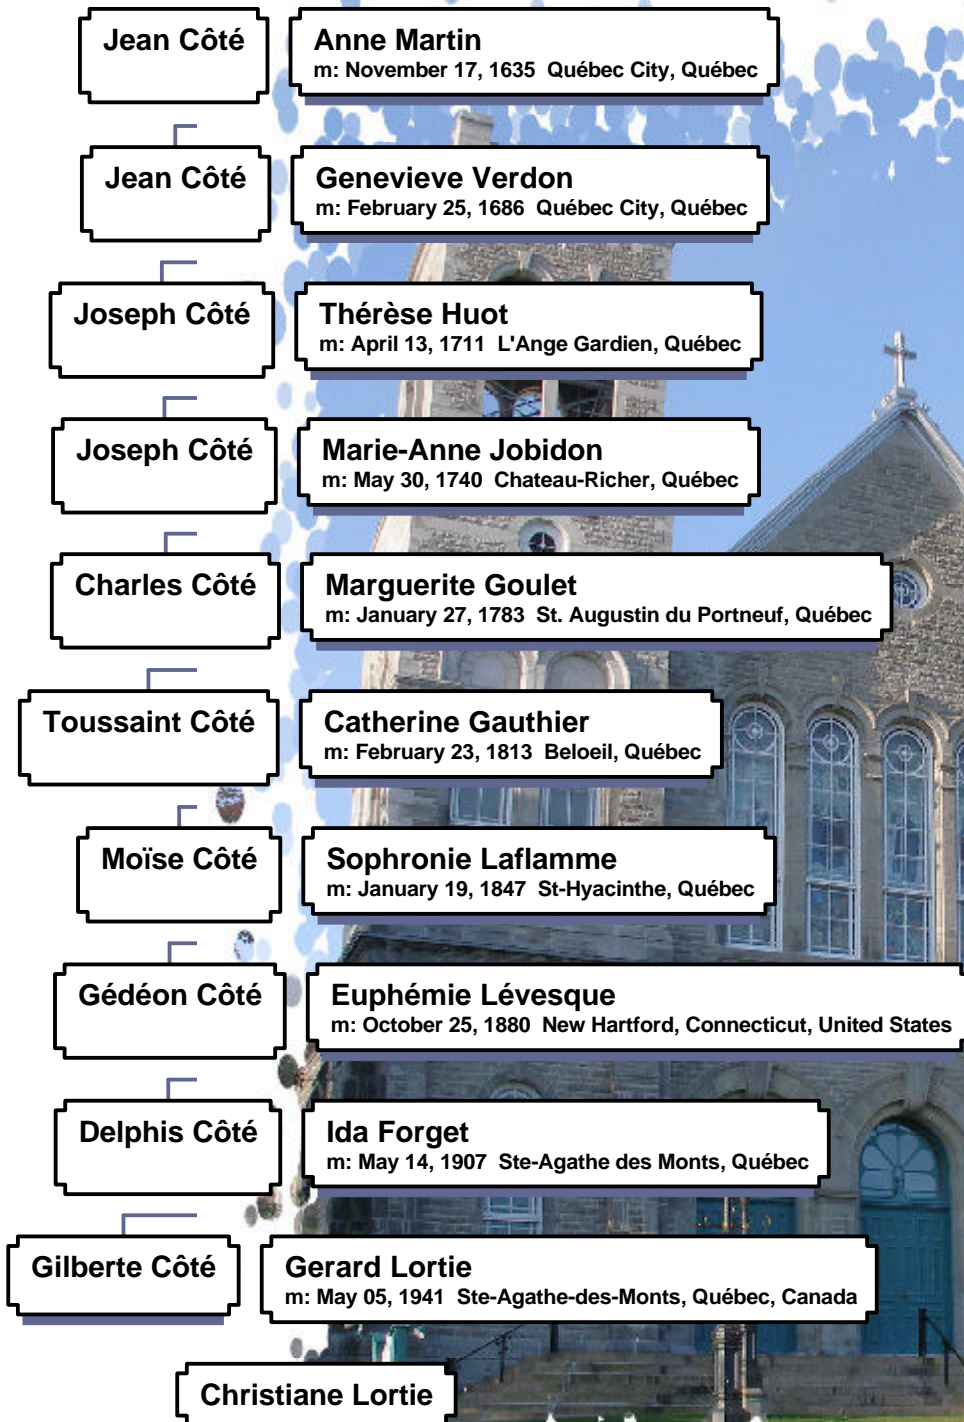 Jean Côté
Anne Martin
m: November 17, 1635 Québec City, Québec
Jean Côté
Genevieve Verdon
m: February 25, 1686 Québec City, Québec
Joseph Côté
Thérèse Huot
m: April 13, 1711 L'Ange Gardien, Québec
Joseph Côté
Marie-Anne Jobidon
m: May 30, 1740 Chateau-Richer, Québec
Charles Côté
Marguerite Goulet
m: January 27, 1783 St. Augustin du Portneuf, Québec
Toussaint Côté
Catherine Gauthier
m: February 23, 1813 Beloeil, Québec
Moïse Côté
Sophronie Laflamme
m: January 19, 1847 St-Hyacinthe, Québec
Gédéon Côté
Euphémie Lévesque
m: October 25, 1880 New Hartford, Connecticut, United States
Delphis Côté
Ida Forget
m: May 14, 1907 Ste-Agathe des Monts, Québec
Gilberte Côté
Gerard Lortie
m: May 05, 1941 Ste-Agathe-des-Monts, Québec, Canada
Christiane Lortie